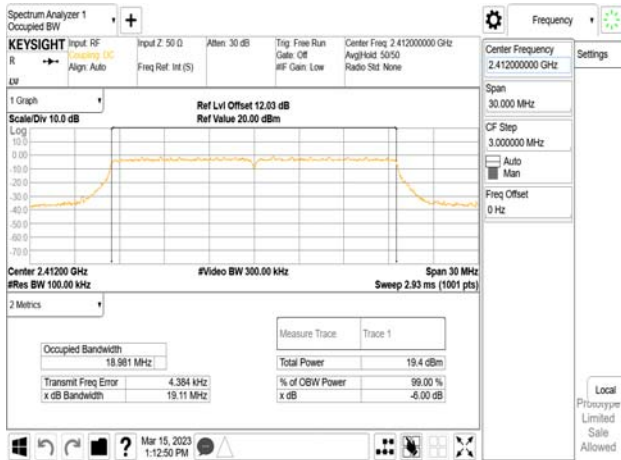 Spectrum Analyzer 1
Occupied BW
Frequency
KEYSIGHT
R
Input: RF
Coupling: DC
Align: Auto
Input Z: 50 Ω
Freq Ref: Int (S)
Atten: 30 dB
Trig: Free Run
Gate: Off
#IF Gain: Low
Center Freq: 2.412000000 GHz
Avg|Hold: 50/50
Radio Std: None
Center Frequency
2.412000000 GHz
Settings
Span
30.000 MHz
CF Step
3.000000 MHz
Auto
Man
Freq Offset
0 Hz
1 Graph
Scale/Div 10.0 dB
Ref Lvl Offset 12.03 dB
Ref Value 20.00 dBm
Log
10.0
0.00
-10.0
-20.0
-30.0
-40.0
-50.0
-60.0
-70.0
Center 2.41200 GHz
#Res BW 100.00 kHz
#Video BW 300.00 kHz
Span 30 MHz
Sweep 2.93 ms (1001 pts)
2 Metrics
Measure Trace
Trace 1
Occupied Bandwidth
18.981 MHz
Total Power
19.4 dBm
Transmit Freq Error
4.384 kHz
% of OBW Power
99.00 %
x dB Bandwidth
19.11 MHz
x dB
-6.00 dB
Local
Prototype
Limited
Sale
Allowed
Mar 15, 2023
1:12:50 PM